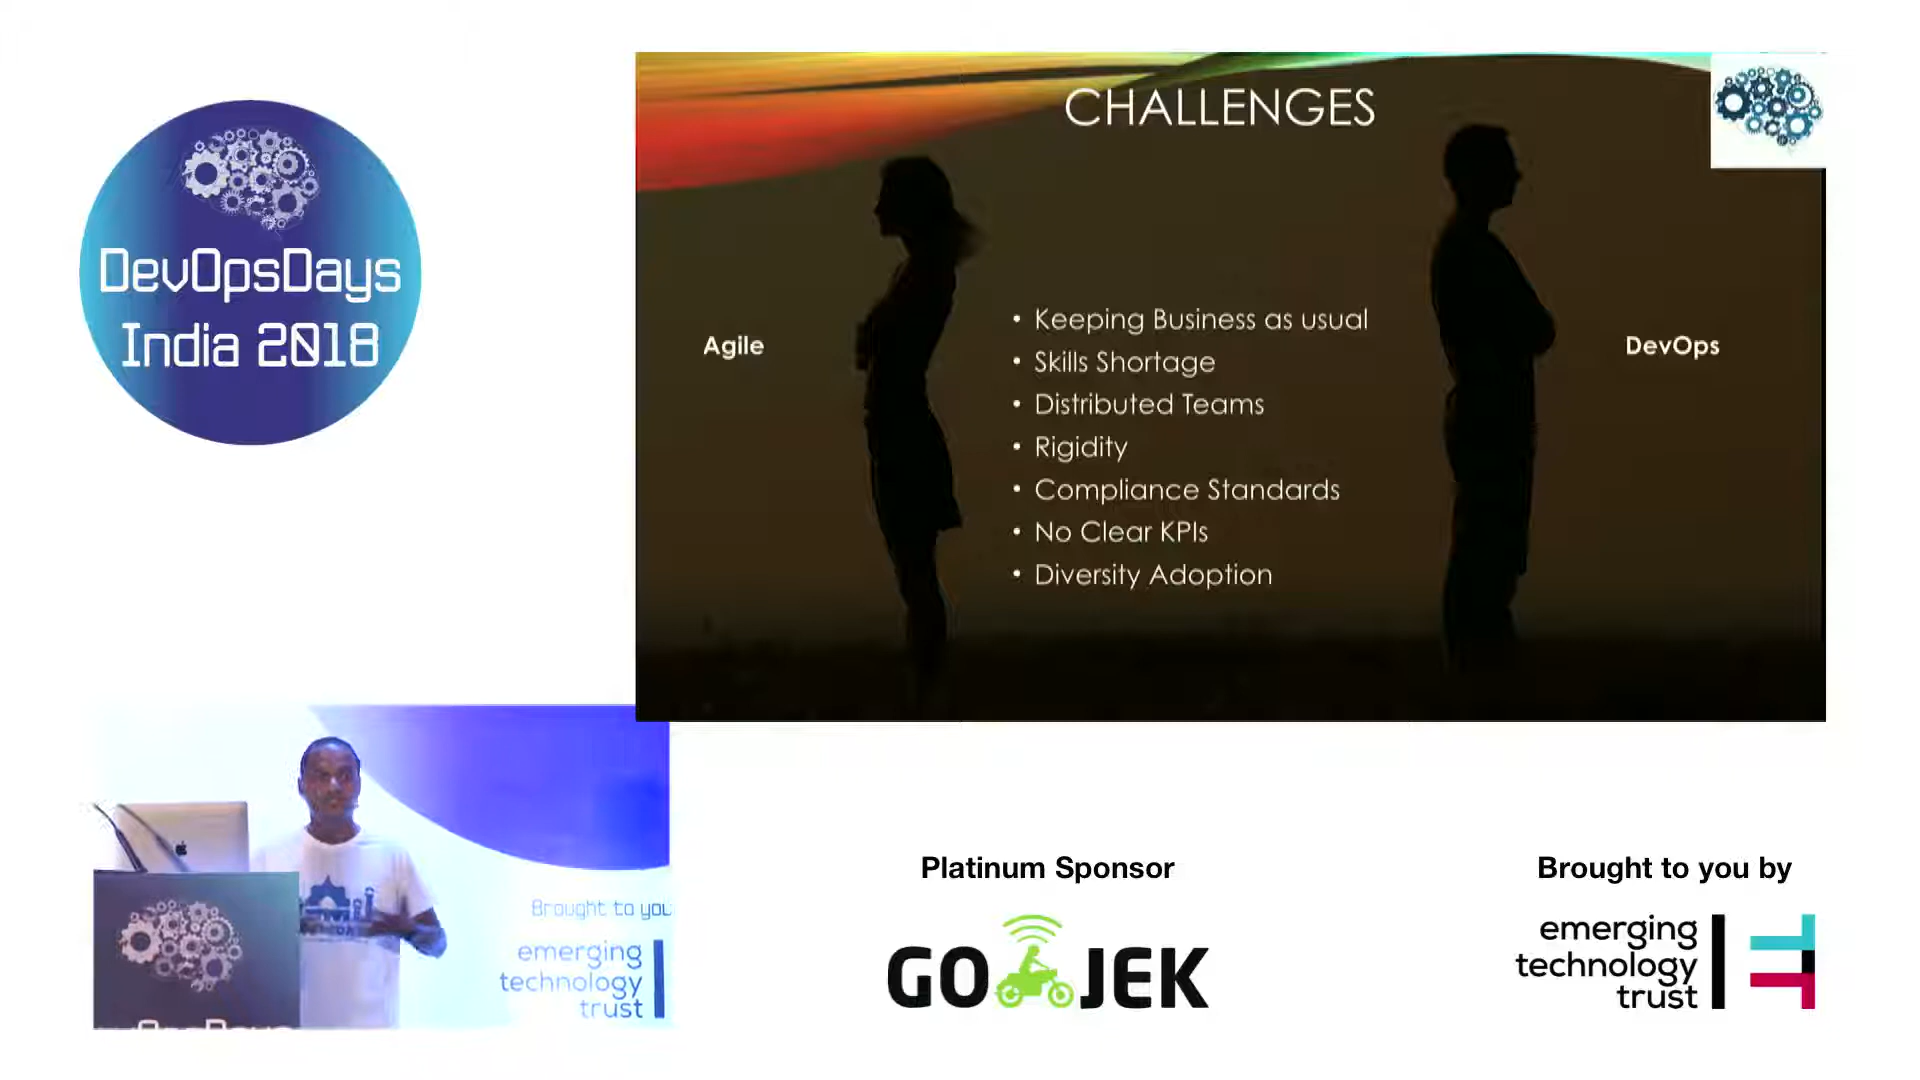 DevOpsDays
India 2018
CHALLENGES
Agile
• Keeping Business as usual
• Skills Shortage
• Distributed Teams
• Rigidity
• Compliance Standards
• No Clear KPIs
• Diversity Adoption
DevOps
Brought to you
emerging
technology
trust
Platinum Sponsor
GO JEK
Brought to you by
emerging
technology
trust